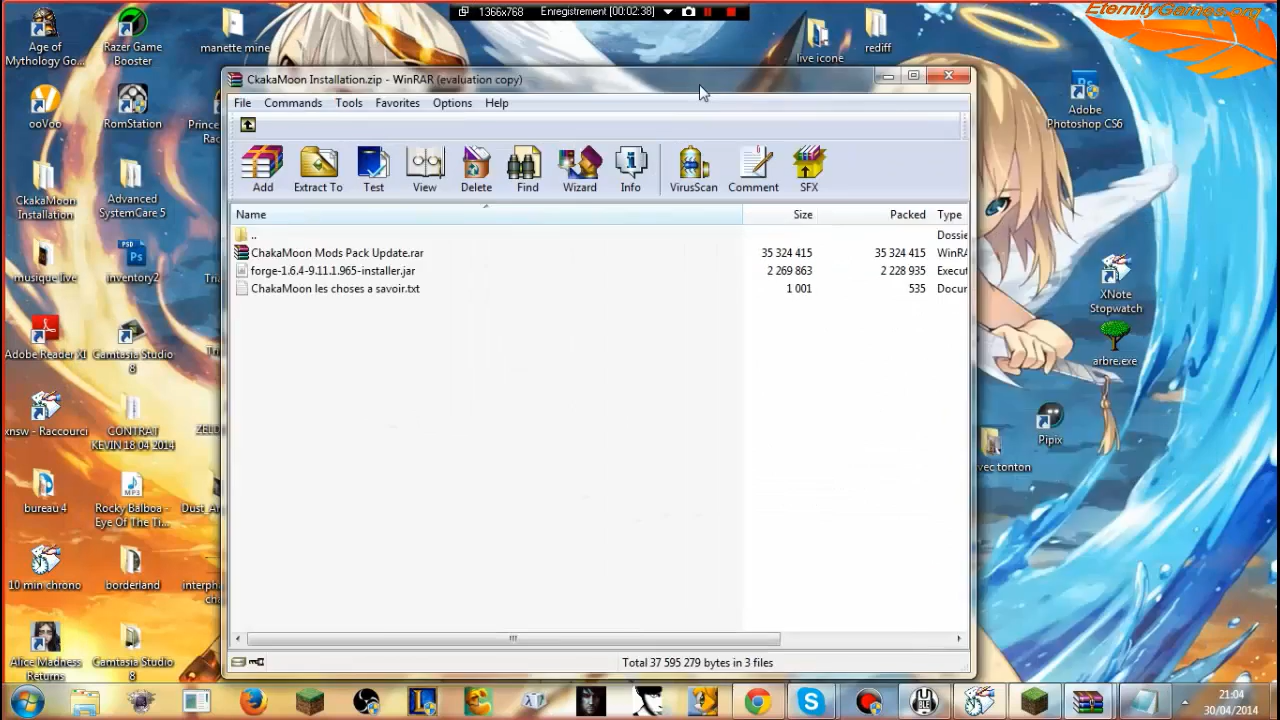 1366x768 Enregistrement [00:02:38]
EternityGames.org
Age of
Mythology Go...
Razer Game
Booster
manette mine
live icone
rediff
CkakaMoon Installation.zip - WinRAR (evaluation copy)
File Commands Tools Favorites Options Help
ooVoo
RomStation
Adobe
Photoshop CS6
Add Extract To Test View Delete Find Wizard Info VirusScan Comment SFX
CkakaMoon
Installation
Advanced
SystemCare 5
Name Size Packed Type
.. Dossie
ChakaMoon Mods Pack Update.rar 35 324 415 35 324 415 WinRA
forge-1.6.4-9.11.1.965-installer.jar 2 269 863 2 228 935 Execut
ChakaMoon les choses a savoir.txt 1 001 535 Docur
musique live
inventory2
XNote
Stopwatch
Adobe Reader XI
Camtasia Studio
8
arbre.exe
xnsw - Raccourci
CONTRAT
KEVIN 18 04 2014
ZELD
Pipix
vec tonton
bureau 4
Rocky Balboa -
Eye Of The Ti...
Dust_Ar
10 min chrono
borderland
interph
Alice Madness
Returns
Camtasia Studio
8
Total 37 595 279 bytes in 3 files
21:04
30/04/2014